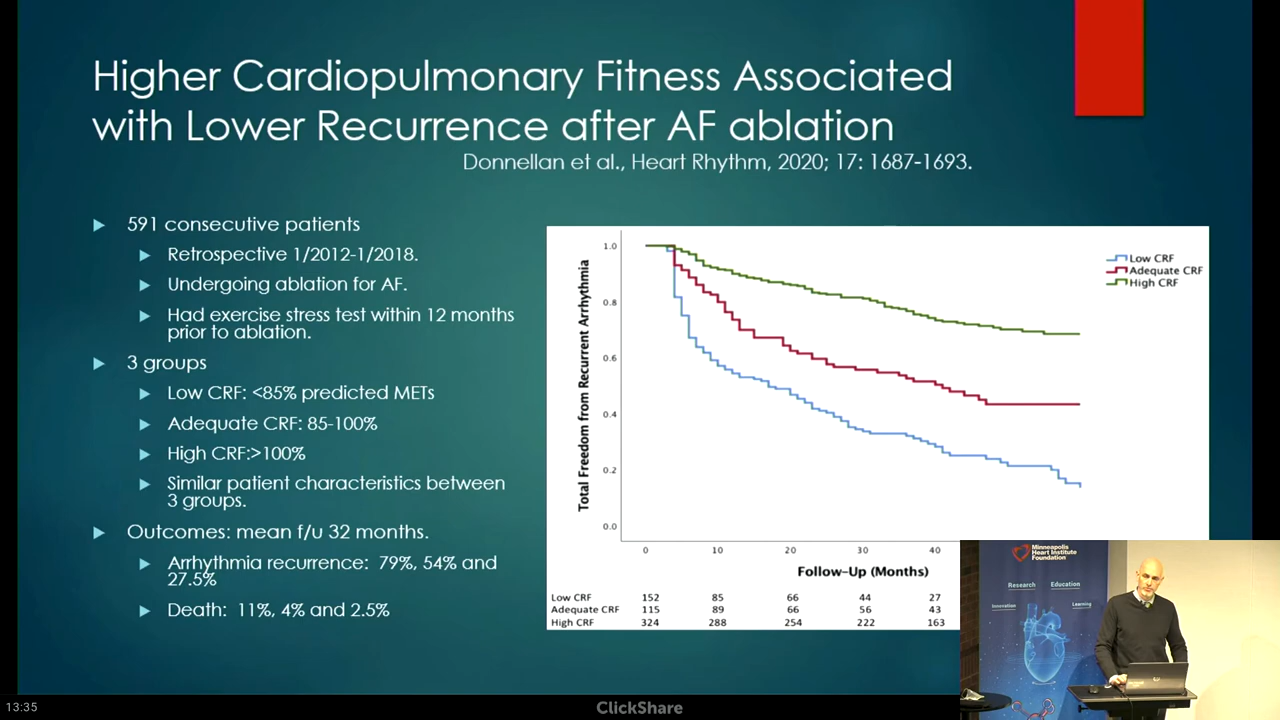 Higher Cardiopulmonary Fitness Associated
with Lower Recurrence after AF ablation
Donnellan et al., Heart Rhythm, 2020; 17: 1687-1693.
591 consecutive patients
Retrospective 1/2012-1/2018.
Undergoing ablation for AF.
Had exercise stress test within 12 months
prior to ablation.
3 groups
Low CRF: <85% predicted METs
Adequate CRF: 85-100%
High CRF:>100%
Similar patient characteristics between
3 groups.
Outcomes: mean f/u 32 months.
Arrhythmia recurrence: 79%, 54% and
27.5%
Death: 11%, 4% and 2.5%
Total Freedom from Recurrent Arrhythmia
1.0
0.8
0.6
0.4
0.2
0.0
Low CRF
Adequate CRF
High CRF
0 10 20 30 40
Follow-Up (Months)
Low CRF 152 85 66 44 27
Adequate CRF 115 89 66 56 43
High CRF 324 288 254 222 163
Minneapolis
Heart Institute
Foundation
Research Education
Innovation Learning
13:35
ClickShare